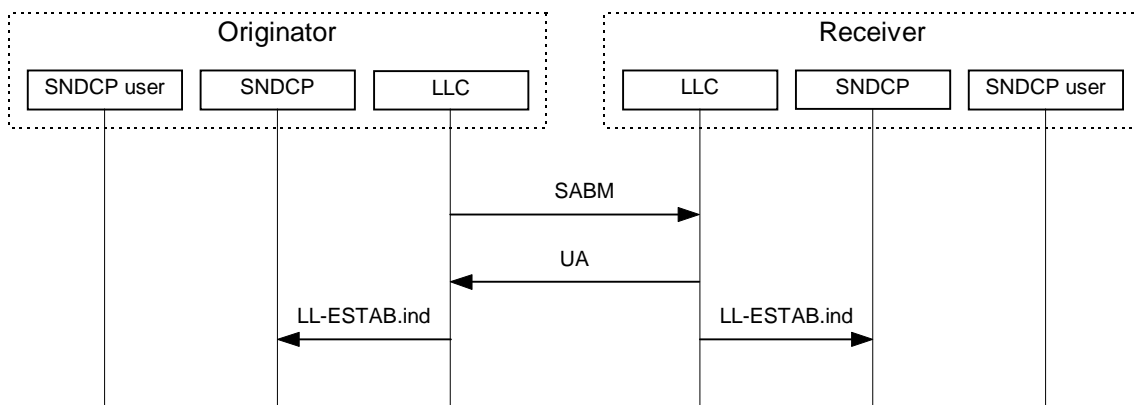 Originator
Receiver
SNDCP user
SNDCP
LLC
LLC
SNDCP
SNDCP user
SABM
UA
LL-ESTAB.ind
LL-ESTAB.ind